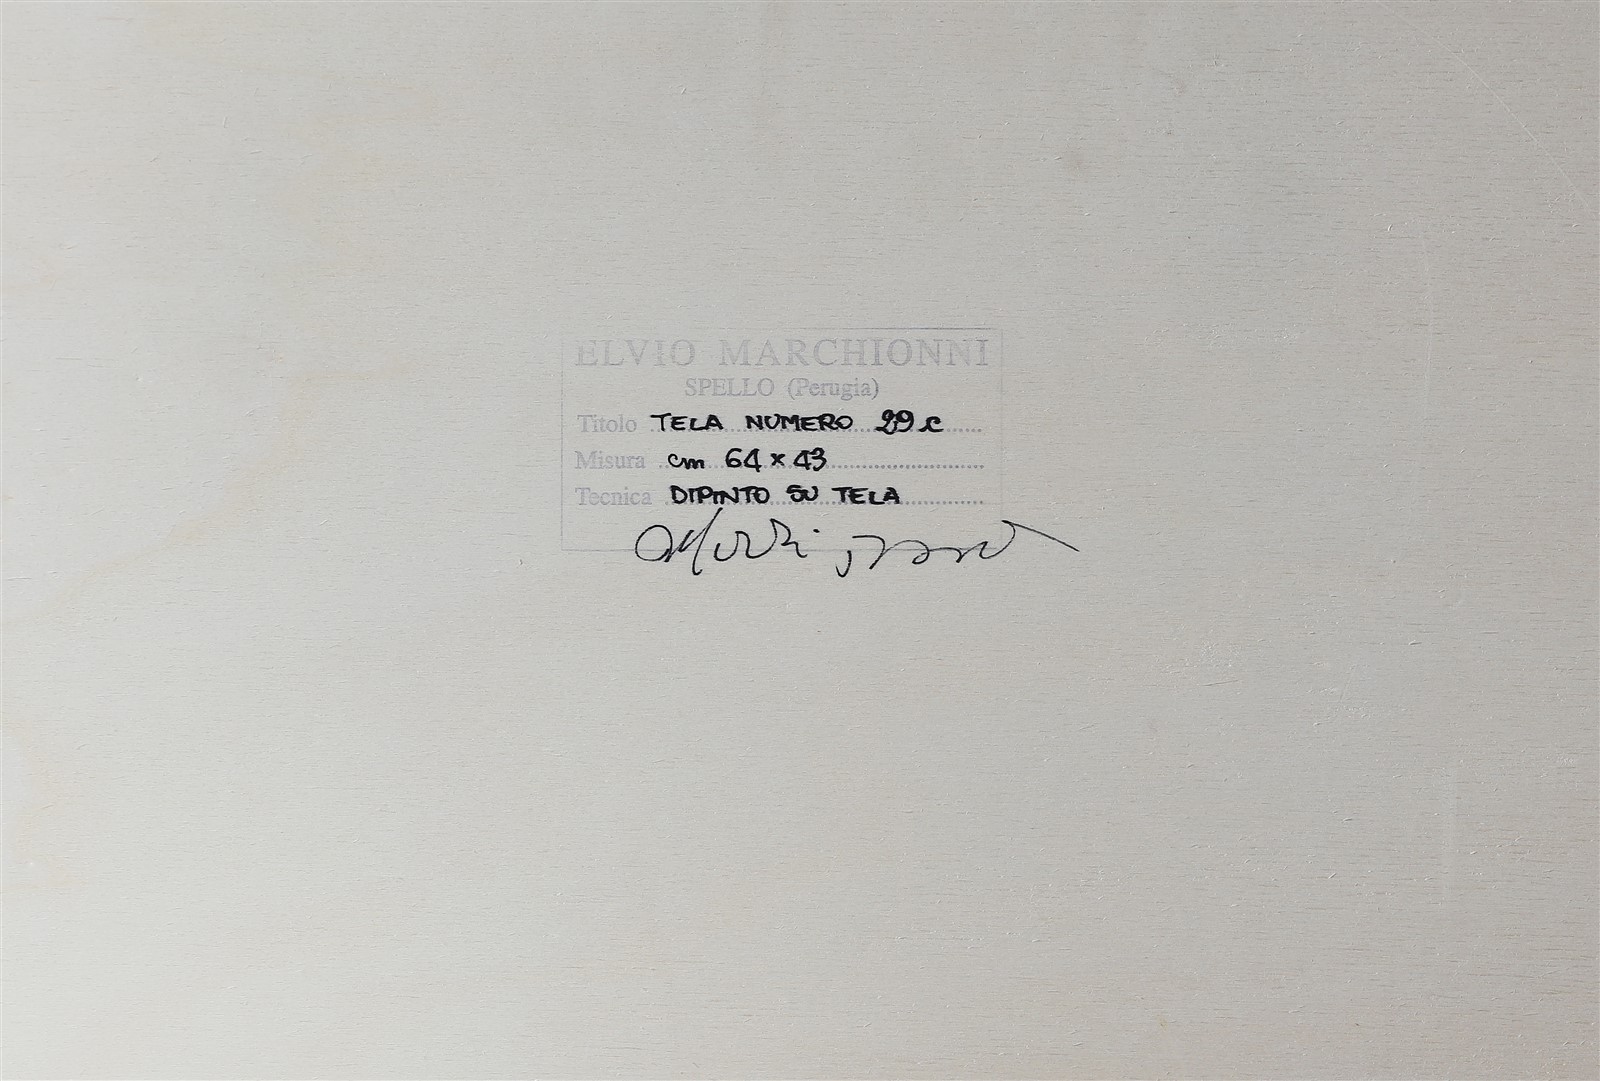 ELVIO MARCHIONNI
SPELLO (Perugia)
Titolo TELA NUMERO 29 c
Misura cm 64 x 43
Tecnica DIPINTO SU TELA